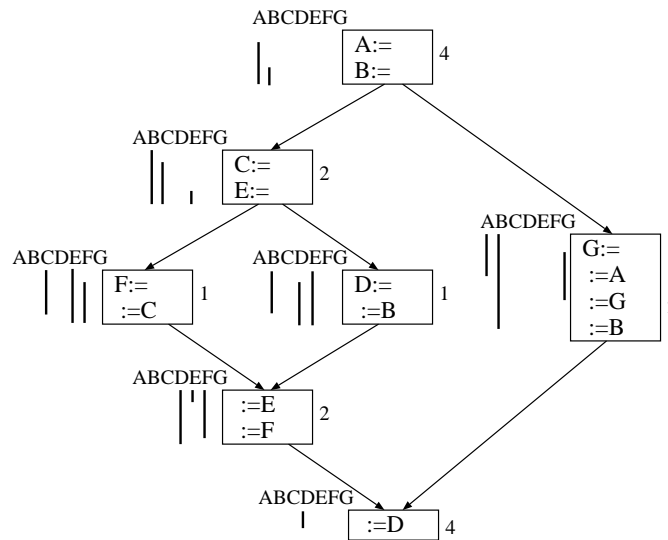 ABCDEFG
A:=
B:=
4
ABCDEFG
C:=
E:=
2
ABCDEFG
F:=
:=C
1
ABCDEFG
D:=
:=B
1
ABCDEFG
G:=
:=A
:=G
:=B
ABCDEFG
:=E
:=F
2
ABCDEFG
:=D
4